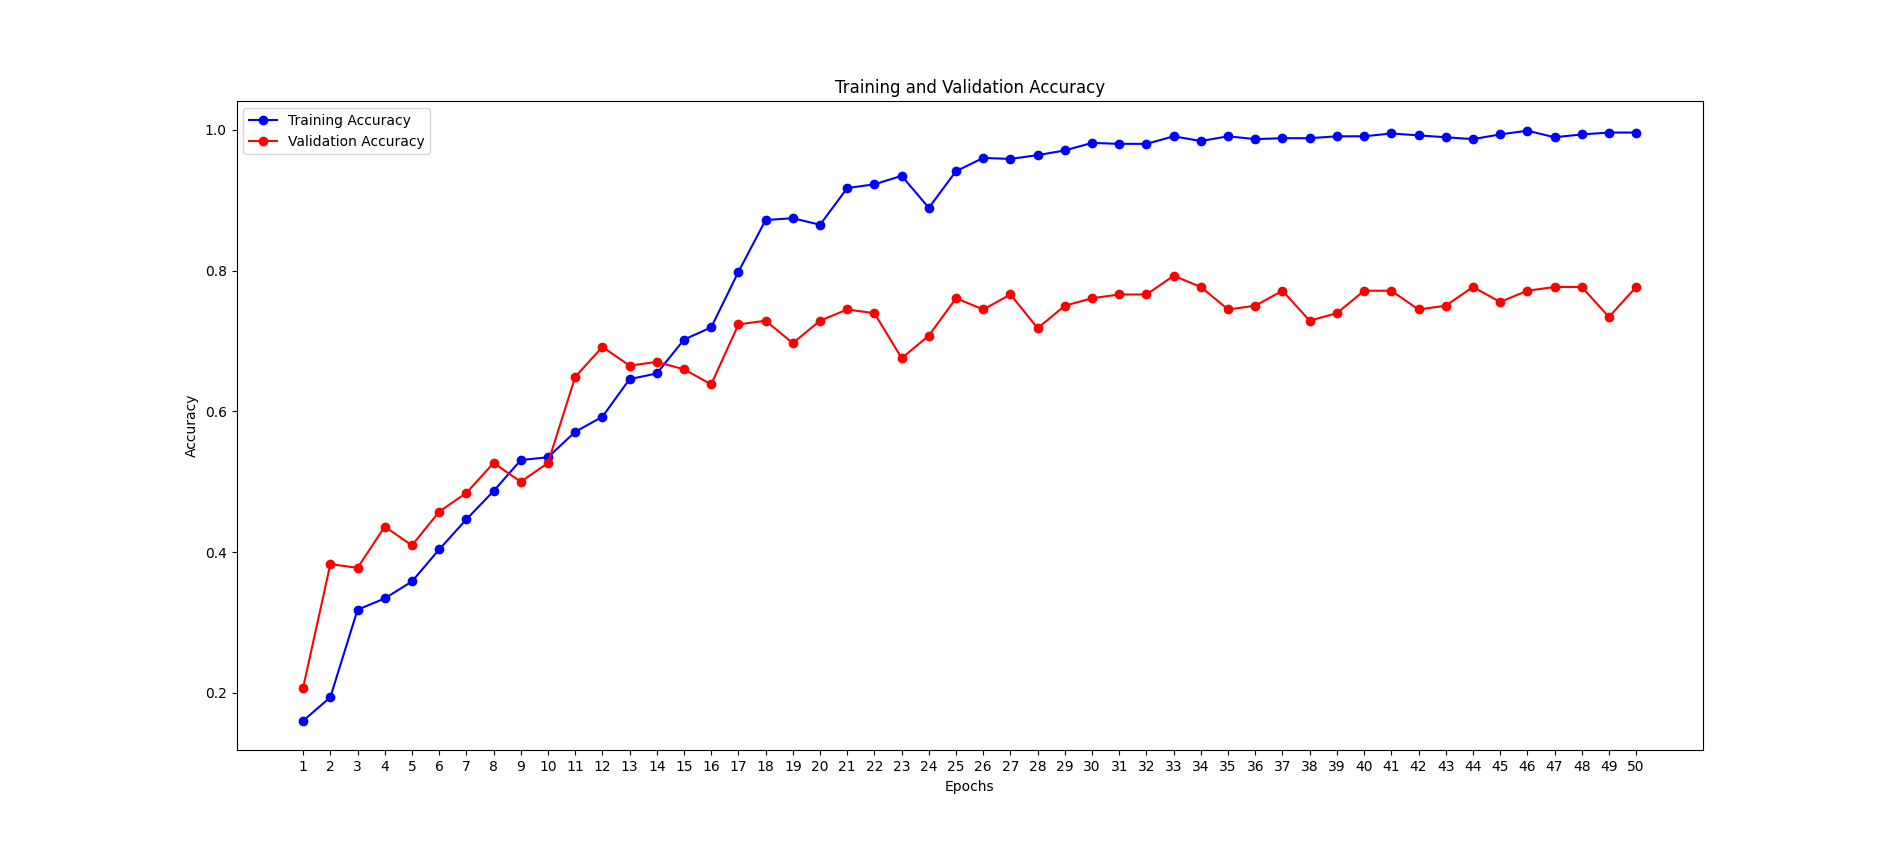 Training and Validation Accuracy
Training Accuracy
Validation Accuracy
1.0
0.8
0.6
0.4
0.2
Accuracy
1 2 3 4 5 6 7 8 9 10 11 12 13 14 15 16 17 18 19 20 21 22 23 24 25 26 27 28 29 30 31 32 33 34 35 36 37 38 39 40 41 42 43 44 45 46 47 48 49 50
Epochs